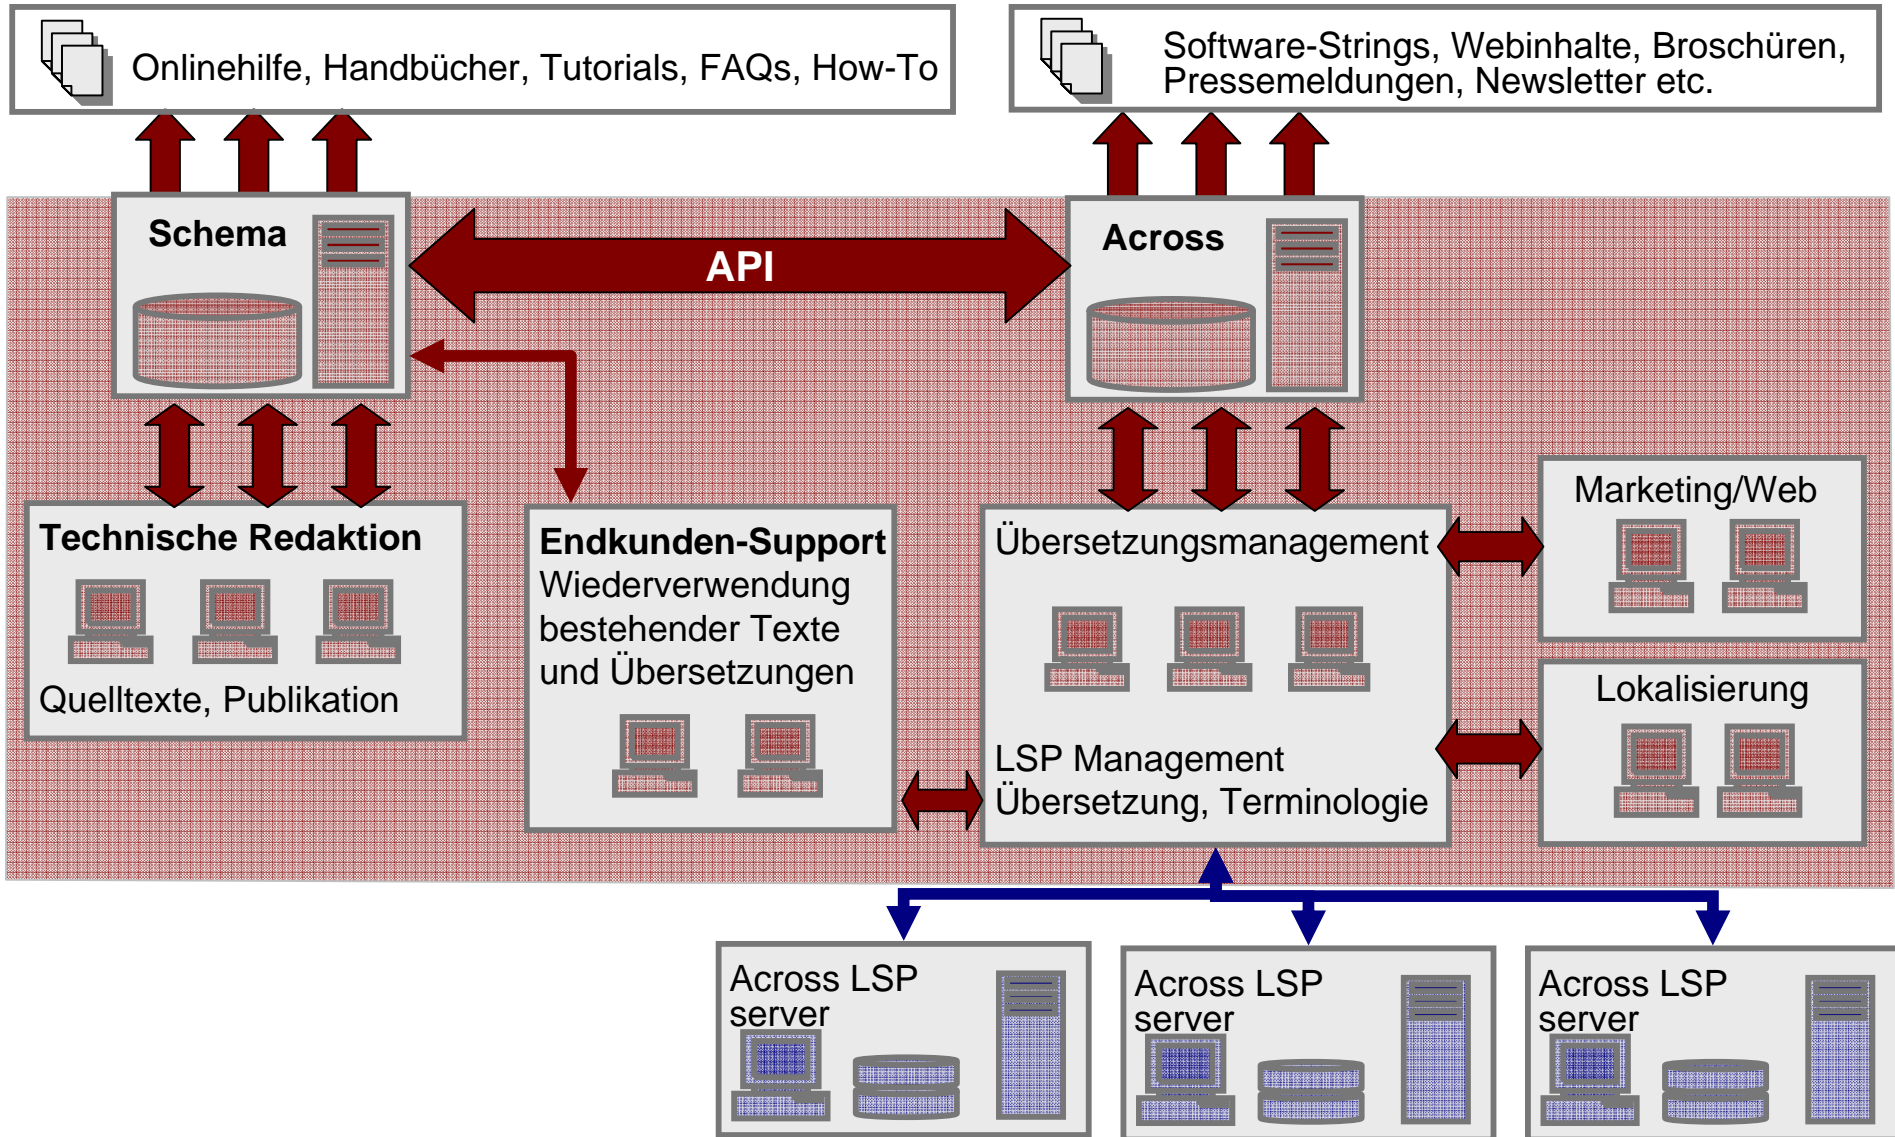 Onlinehilfe, Handbücher, Tutorials, FAQs, How-To
Software-Strings, Webinhalte, Broschüren,
Pressemeldungen, Newsletter etc.
Schema
API
Across
Technische Redaktion
Quelltexte, Publikation
Endkunden-Support
Wiederverwendung
bestehender Texte
und Übersetzungen
Übersetzungsmanagement
LSP Management
Übersetzung, Terminologie
Marketing/Web
Lokalisierung
Across LSP
server
Across LSP
server
Across LSP
server